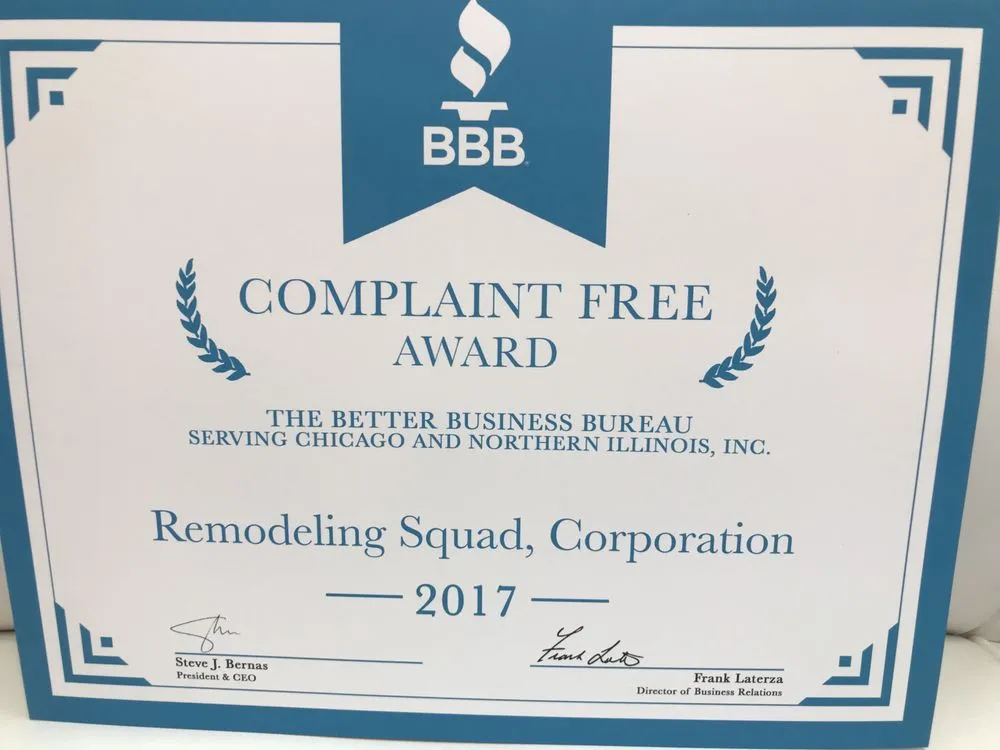 BBB
COMPLAINT FREE
AWARD
THE BETTER BUSINESS BUREAU
SERVING CHICAGO AND NORTHERN ILLINOIS, INC.
Remodeling Squad, Corporation
2017
Steve J. Bernas
President & CEO
Frank Laterza
Director of Business Relations